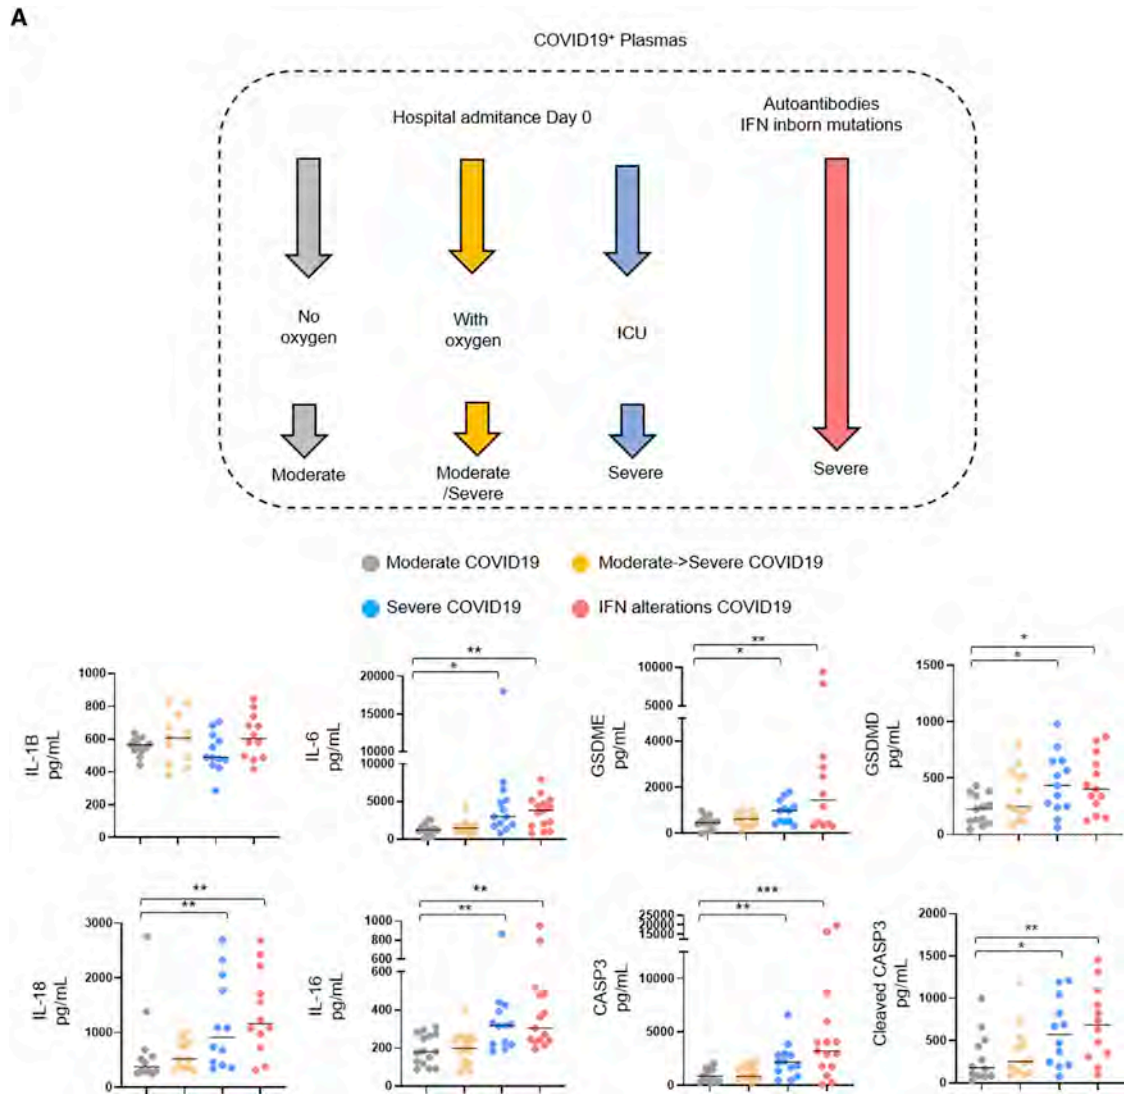 A
COVID19⁺ Plasmas
Hospital admitance Day 0
Autoantibodies
IFN inborn mutations
No
oxygen
With
oxygen
ICU
Moderate
Moderate
/Severe
Severe
Severe
Moderate COVID19
Moderate->Severe COVID19
Severe COVID19
IFN alterations COVID19
IL-1B
pg/mL
1000
800
600
400
200
0
IL-6
pg/mL
**
*
20000
15000
10000
10000
5000
0
GSDME
pg/mL
**
*
10000
5000
4000
2000
0
GSDMD
pg/mL
*
*
1500
1000
500
0
IL-18
pg/mL
**
**
3000
2000
1000
0
IL-16
pg/mL
**
**
1000
800
600
400
600
400
200
0
CASP3
pg/mL
***
**
25000
20000
15000
10000
5000
0
Cleaved CASP3
pg/mL
**
*
2000
1500
1000
500
0